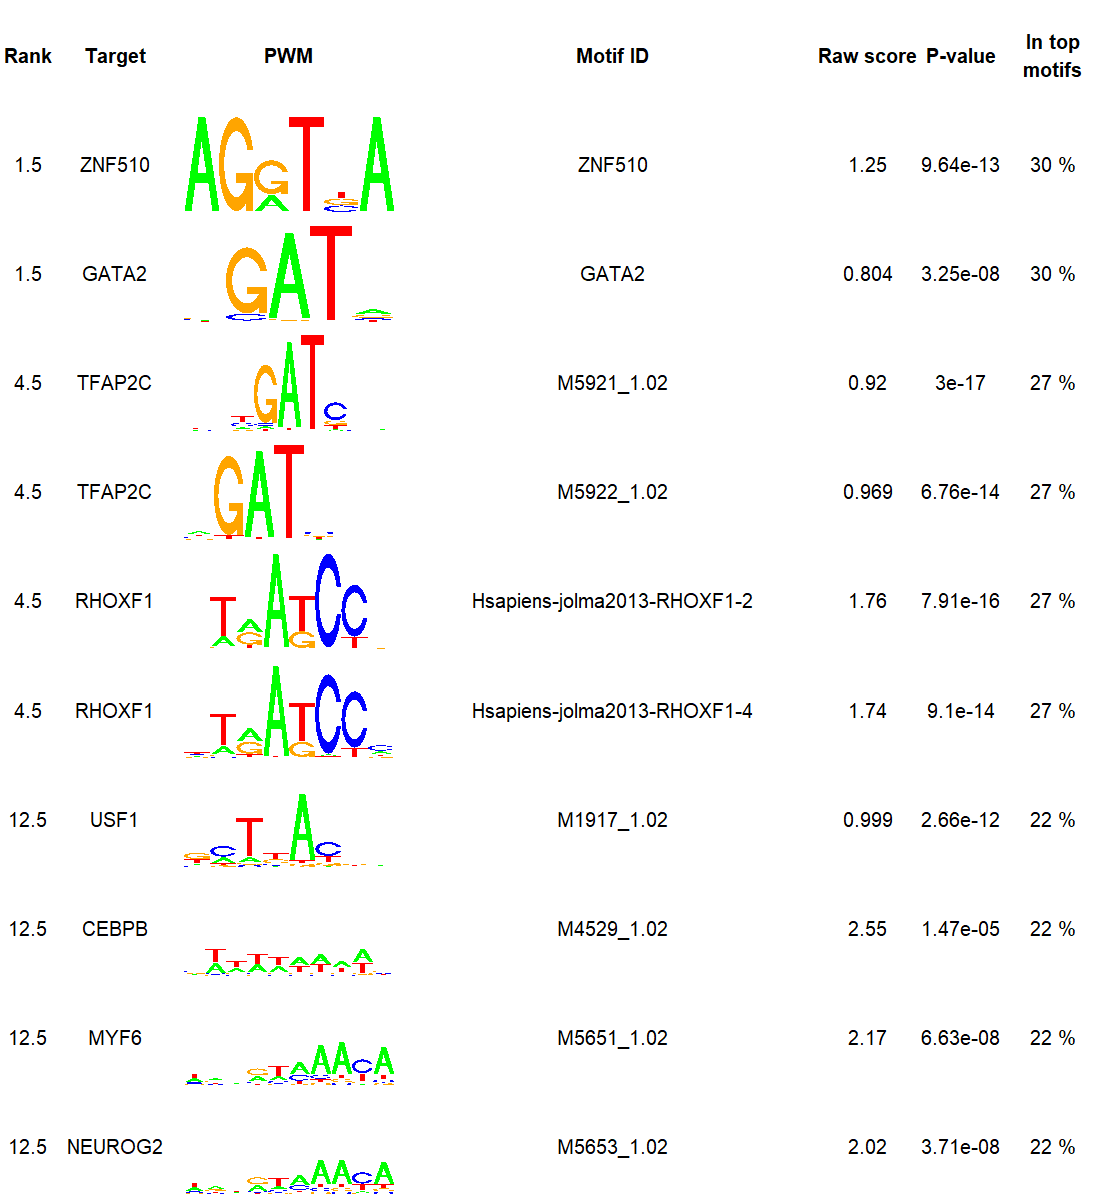 Rank Target PWM Motif ID Raw score P-value In top motifs
1.5 ZNF510 ZNF510 1.25 9.64e-13 30 %
1.5 GATA2 GATA2 0.804 3.25e-08 30 %
4.5 TFAP2C M5921_1.02 0.92 3e-17 27 %
4.5 TFAP2C M5922_1.02 0.969 6.76e-14 27 %
4.5 RHOXF1 Hsapiens-jolma2013-RHOXF1-2 1.76 7.91e-16 27 %
4.5 RHOXF1 Hsapiens-jolma2013-RHOXF1-4 1.74 9.1e-14 27 %
12.5 USF1 M1917_1.02 0.999 2.66e-12 22 %
12.5 CEBPB M4529_1.02 2.55 1.47e-05 22 %
12.5 MYF6 M5651_1.02 2.17 6.63e-08 22 %
12.5 NEUROG2 M5653_1.02 2.02 3.71e-08 22 %